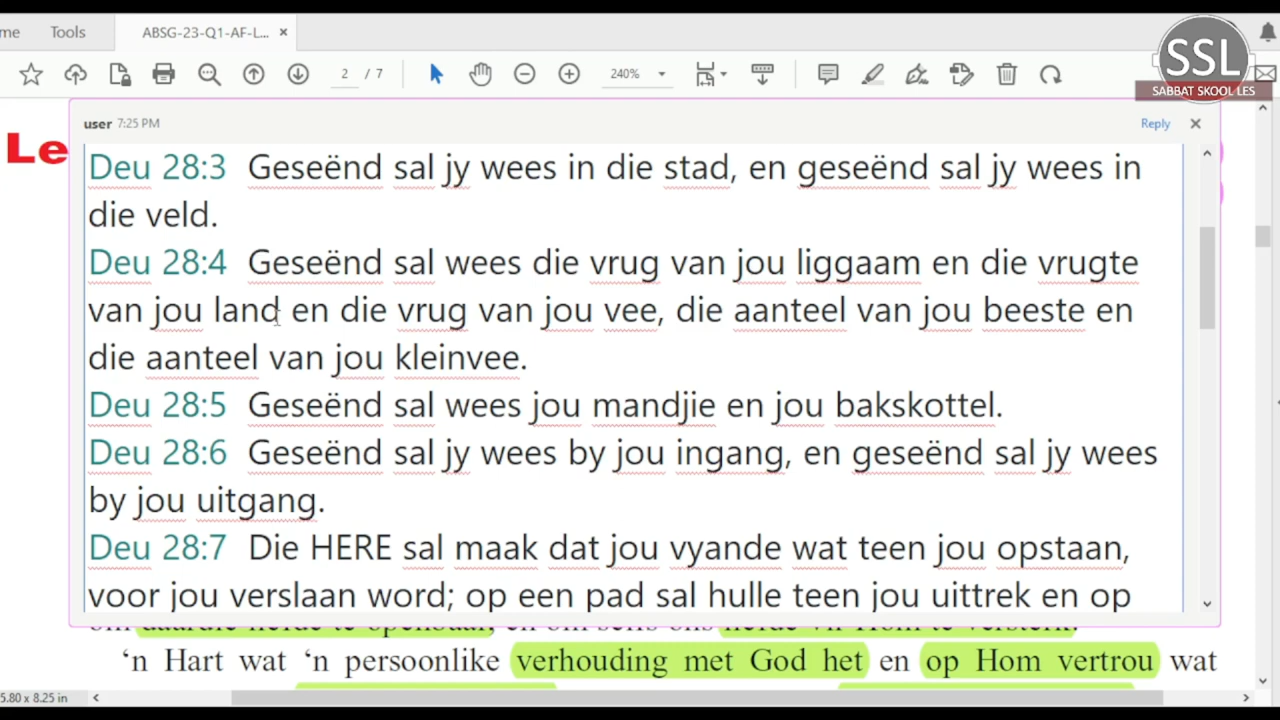 me Tools ABSG-23-Q1-AF-L... ×
SSL
SABBAT SKOOL LES
2 / 7 240%
user 7:25 PM Reply
Le
Deu 28:3 Geseënd sal jy wees in die stad, en geseënd sal jy wees in
die veld.
Deu 28:4 Geseënd sal wees die vrug van jou liggaam en die vrugte
van jou land en die vrug van jou vee, die aanteel van jou beeste en
die aanteel van jou kleinvee.
Deu 28:5 Geseënd sal wees jou mandjie en jou bakskottel.
Deu 28:6 Geseënd sal jy wees by jou ingang, en geseënd sal jy wees
by jou uitgang.
Deu 28:7 Die HERE sal maak dat jou vyande wat teen jou opstaan,
voor jou verslaan word; op een pad sal hulle teen jou uittrek en op
‘n Hart wat ‘n persoonlike verhouding met God het en op Hom vertrou wat
5.80 x 8.25 in